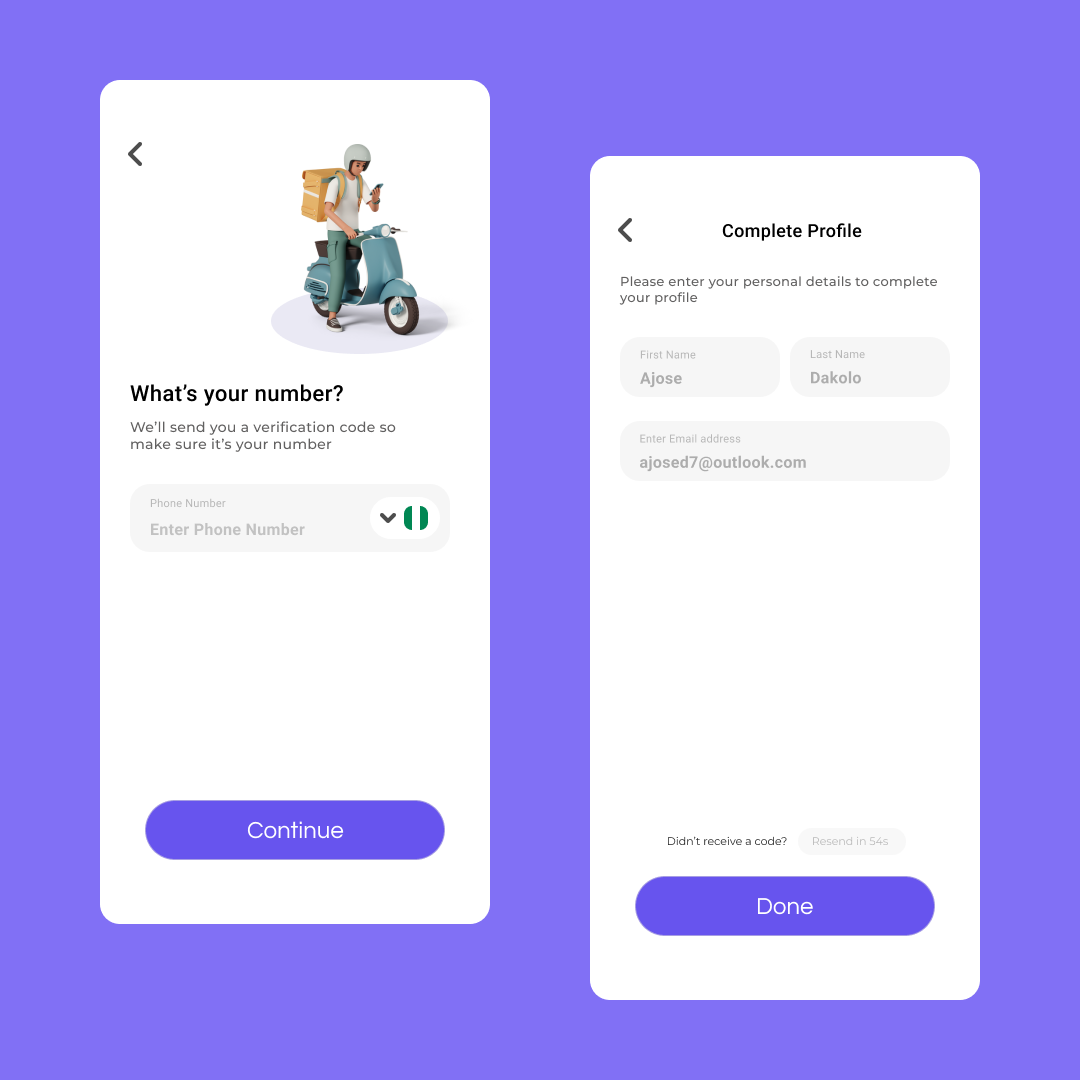 What's your number?
We'll send you a verification code so
make sure it's your number
Phone Number
Enter Phone Number
Continue
Complete Profile
Please enter your personal details to complete
your profile
First Name
Ajose
Last Name
Dakolo
Enter Email address
ajosed7@outlook.com
Didn't receive a code? Resend in 54s
Done